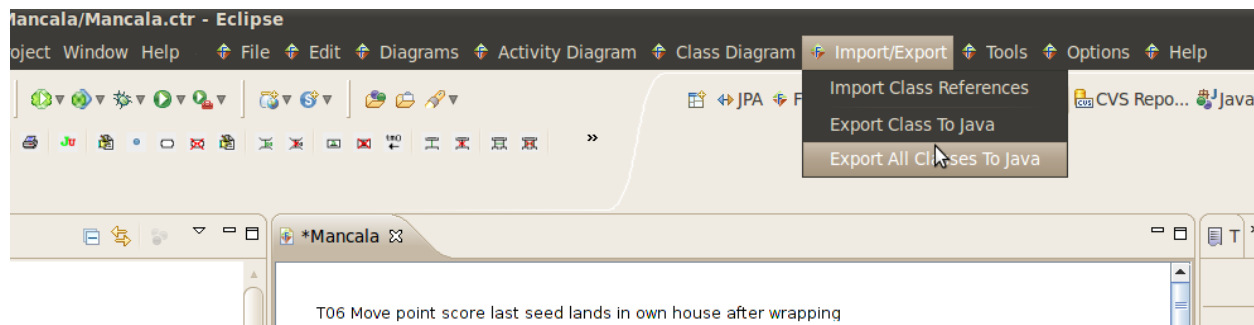 Mancala/Mancala.ctr - Eclipse
oject Window Help File Edit Diagrams Activity Diagram Class Diagram Import/Export Tools Options Help
Import Class References
JPA F CVS Repo... Java
Export Class To Java
Export All Classes To Java
*Mancala T
T06 Move point score last seed lands in own house after wrapping